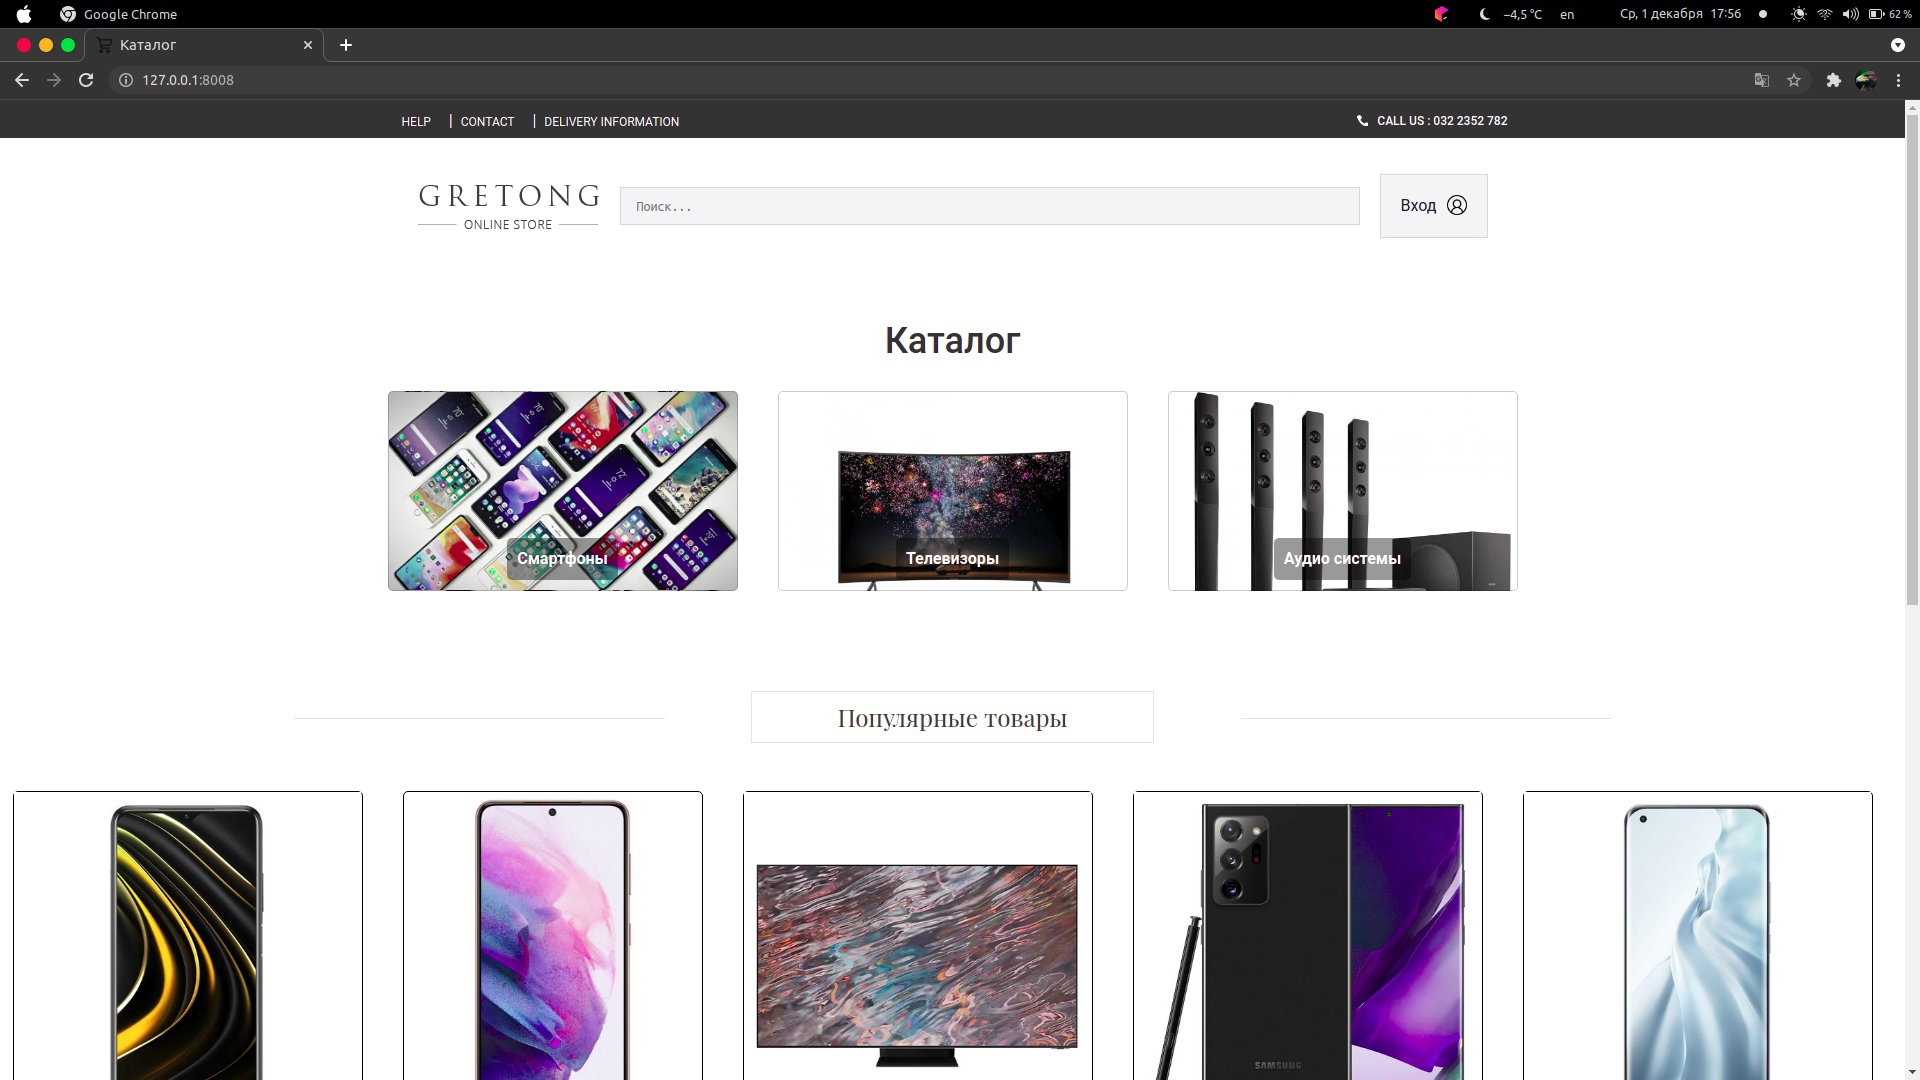 Google Chrome
−4,5 °C
en
Ср, 1 декабря 17:56
62 %
Каталог
127.0.0.1:8008
HELP
CONTACT
DELIVERY INFORMATION
CALL US : 032 2352 782
GRETONG
ONLINE STORE
Поиск...
Вход
Каталог
Смартфоны
Телевизоры
Аудио системы
Популярные товары
SAMSUNG